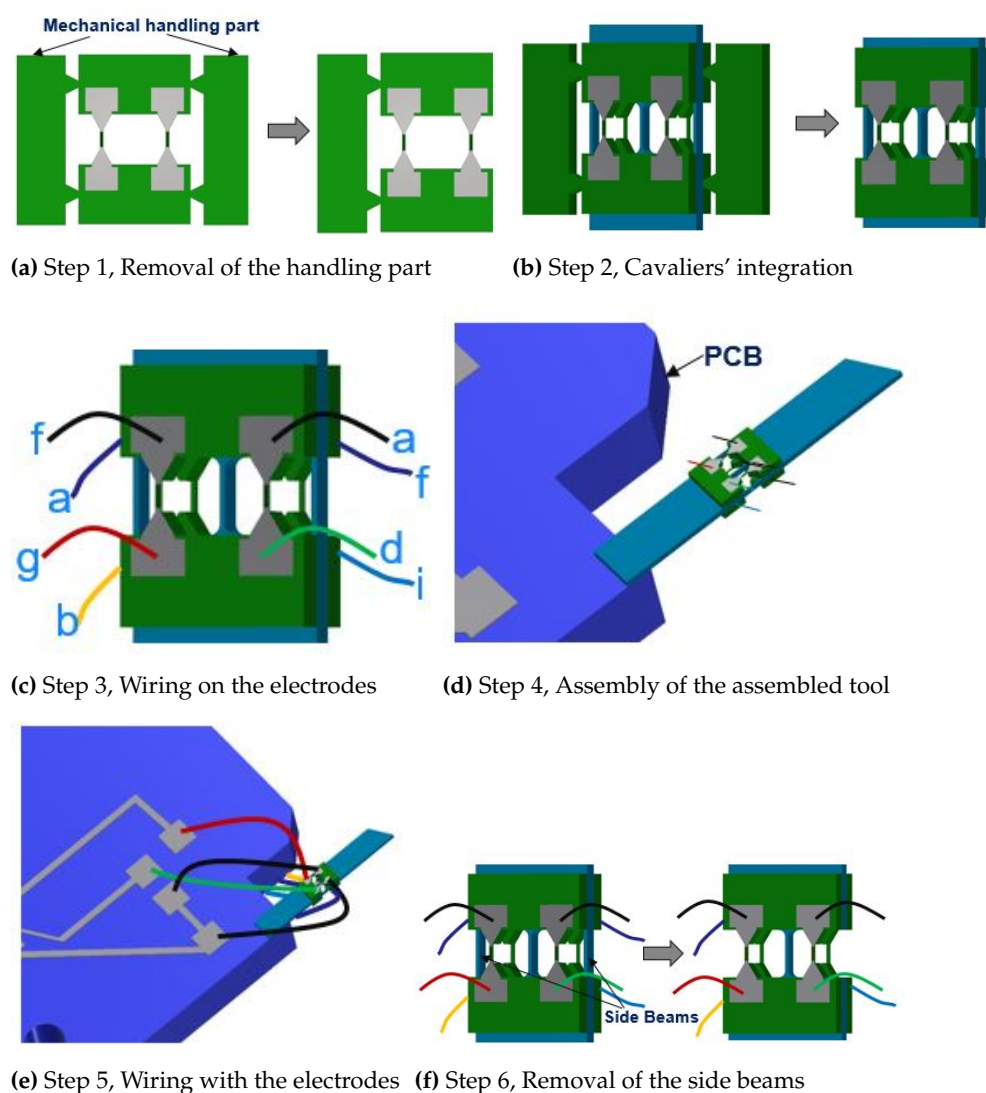 Mechanical handling part
(a) Step 1, Removal of the handling part
(b) Step 2, Cavaliers’ integration
f
a
a
f
g
d
b
i
PCB
(c) Step 3, Wiring on the electrodes
(d) Step 4, Assembly of the assembled tool
Side Beams
(e) Step 5, Wiring with the electrodes
(f) Step 6, Removal of the side beams